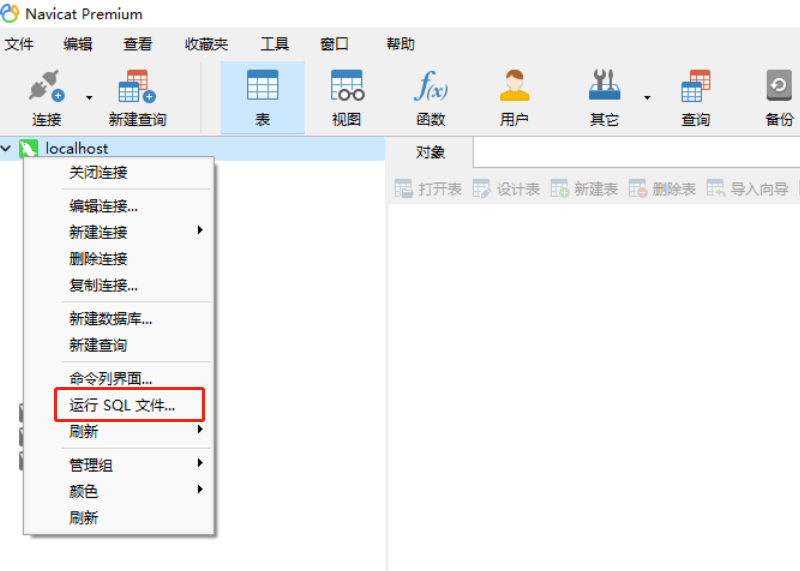 Navicat Premium
文件 编辑 查看 收藏夹 工具 窗口 帮助
连接 新建查询 表 视图 f(x) 函数 用户 其它 查询 备份
localhost
对象
打开表 设计表 新建表 删除表 导入向导
关闭连接
编辑连接...
新建连接
删除连接
复制连接...
新建数据库...
新建查询
命令列界面...
运行 SQL 文件...
刷新
管理组
颜色
刷新